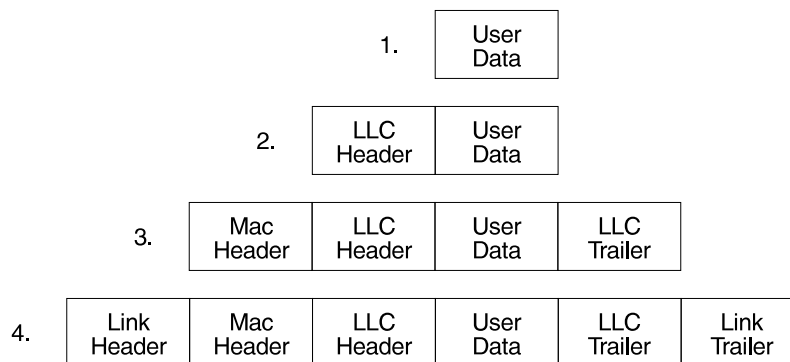 1. User Data
2. LLC Header User Data
3. Mac Header LLC Header User Data LLC Trailer
4. Link Header Mac Header LLC Header User Data LLC Trailer Link Trailer